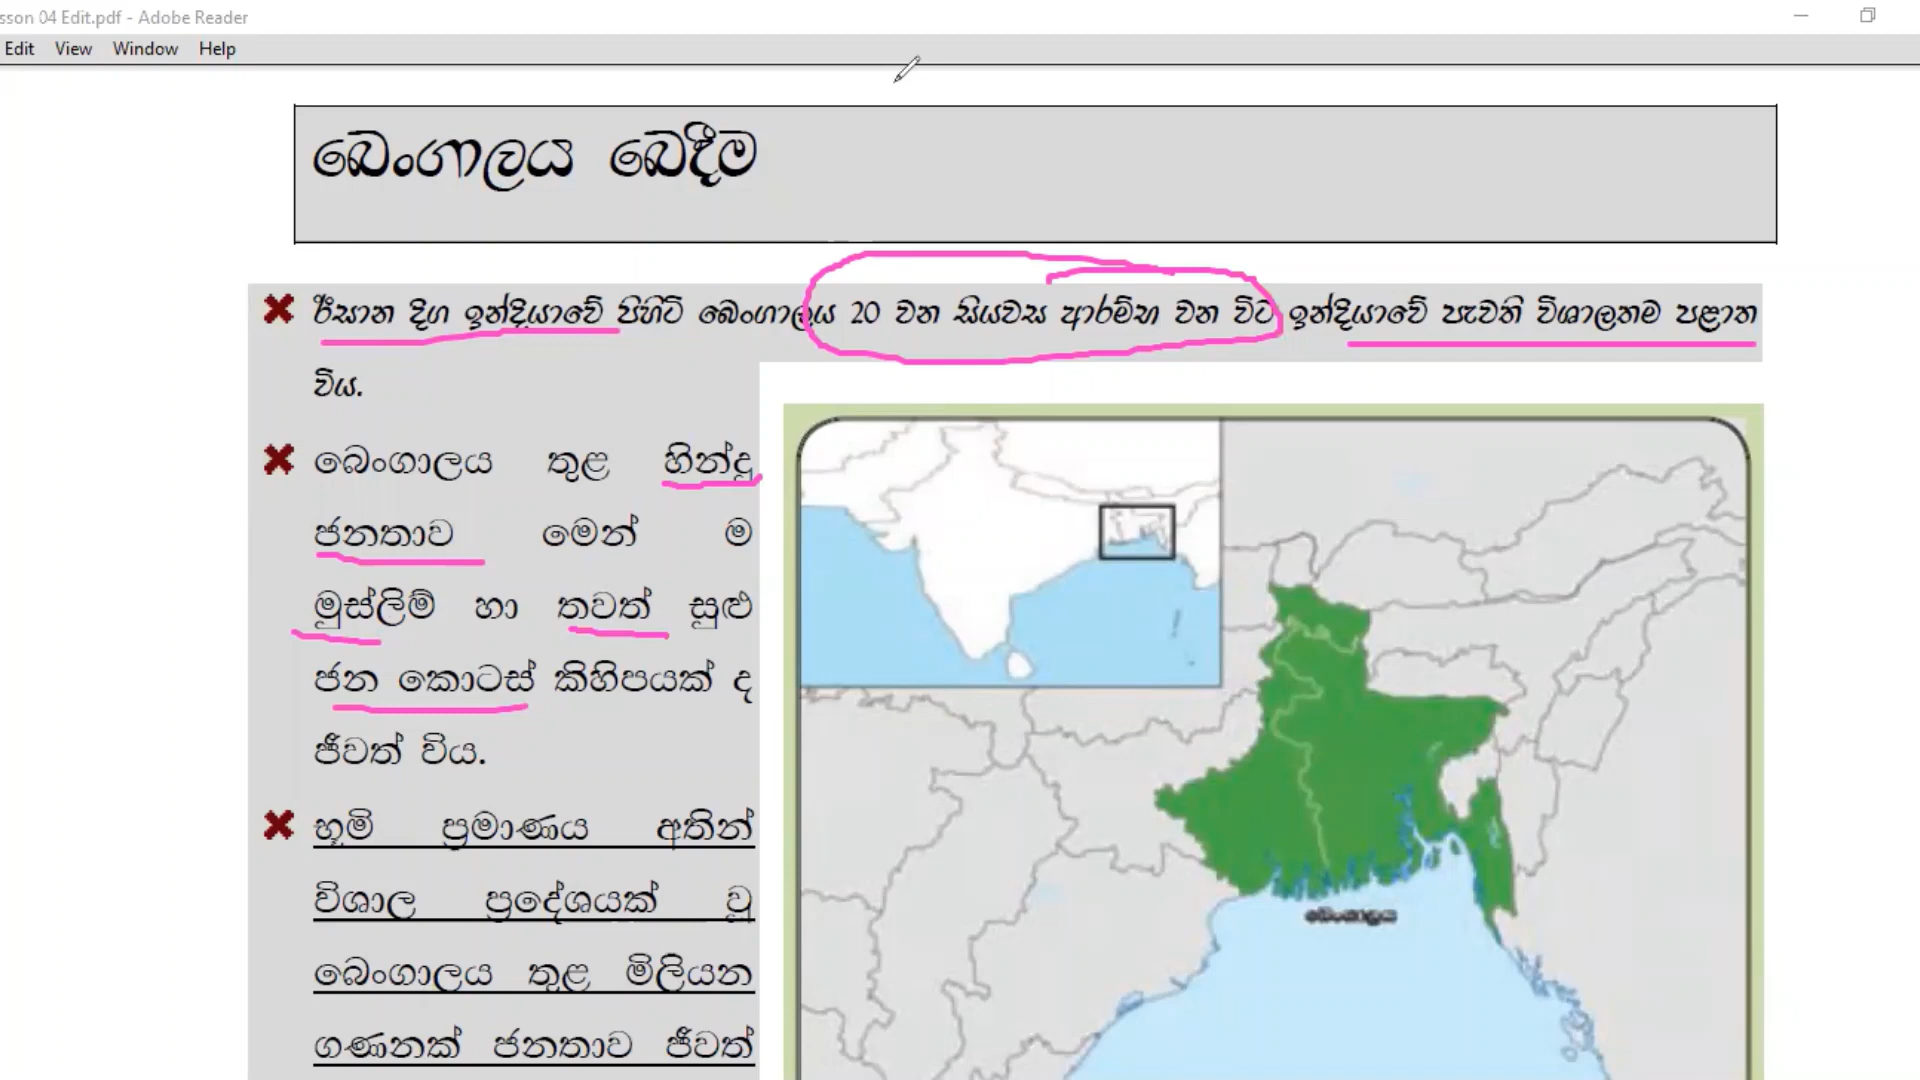 sson 04 Edit.pdf - Adobe Reader
Edit View Window Help
බෙංගාලය බෙදීම
ඊසාන දිග ඉන්දියාවේ පිහිටි බෙංගාලය 20 වන සියවස ආරම්භ වන විට ඉන්දියාවේ පැවති විශාලතම පළාත
විය.
බෙංගාලය තුළ හින්දු
ජනතාව මෙන් ම
මුස්ලිම් හා තවත් සුළු
ජන කොටස් කිහිපයක් ද
ජීවත් විය.
භූමි ප්‍රමාණය අතින්
විශාල ප්‍රදේශයක් වූ
බෙංගාලය තුළ මිලියන
ගණනක් ජනතාව ජීවත්
බෙංගාලය